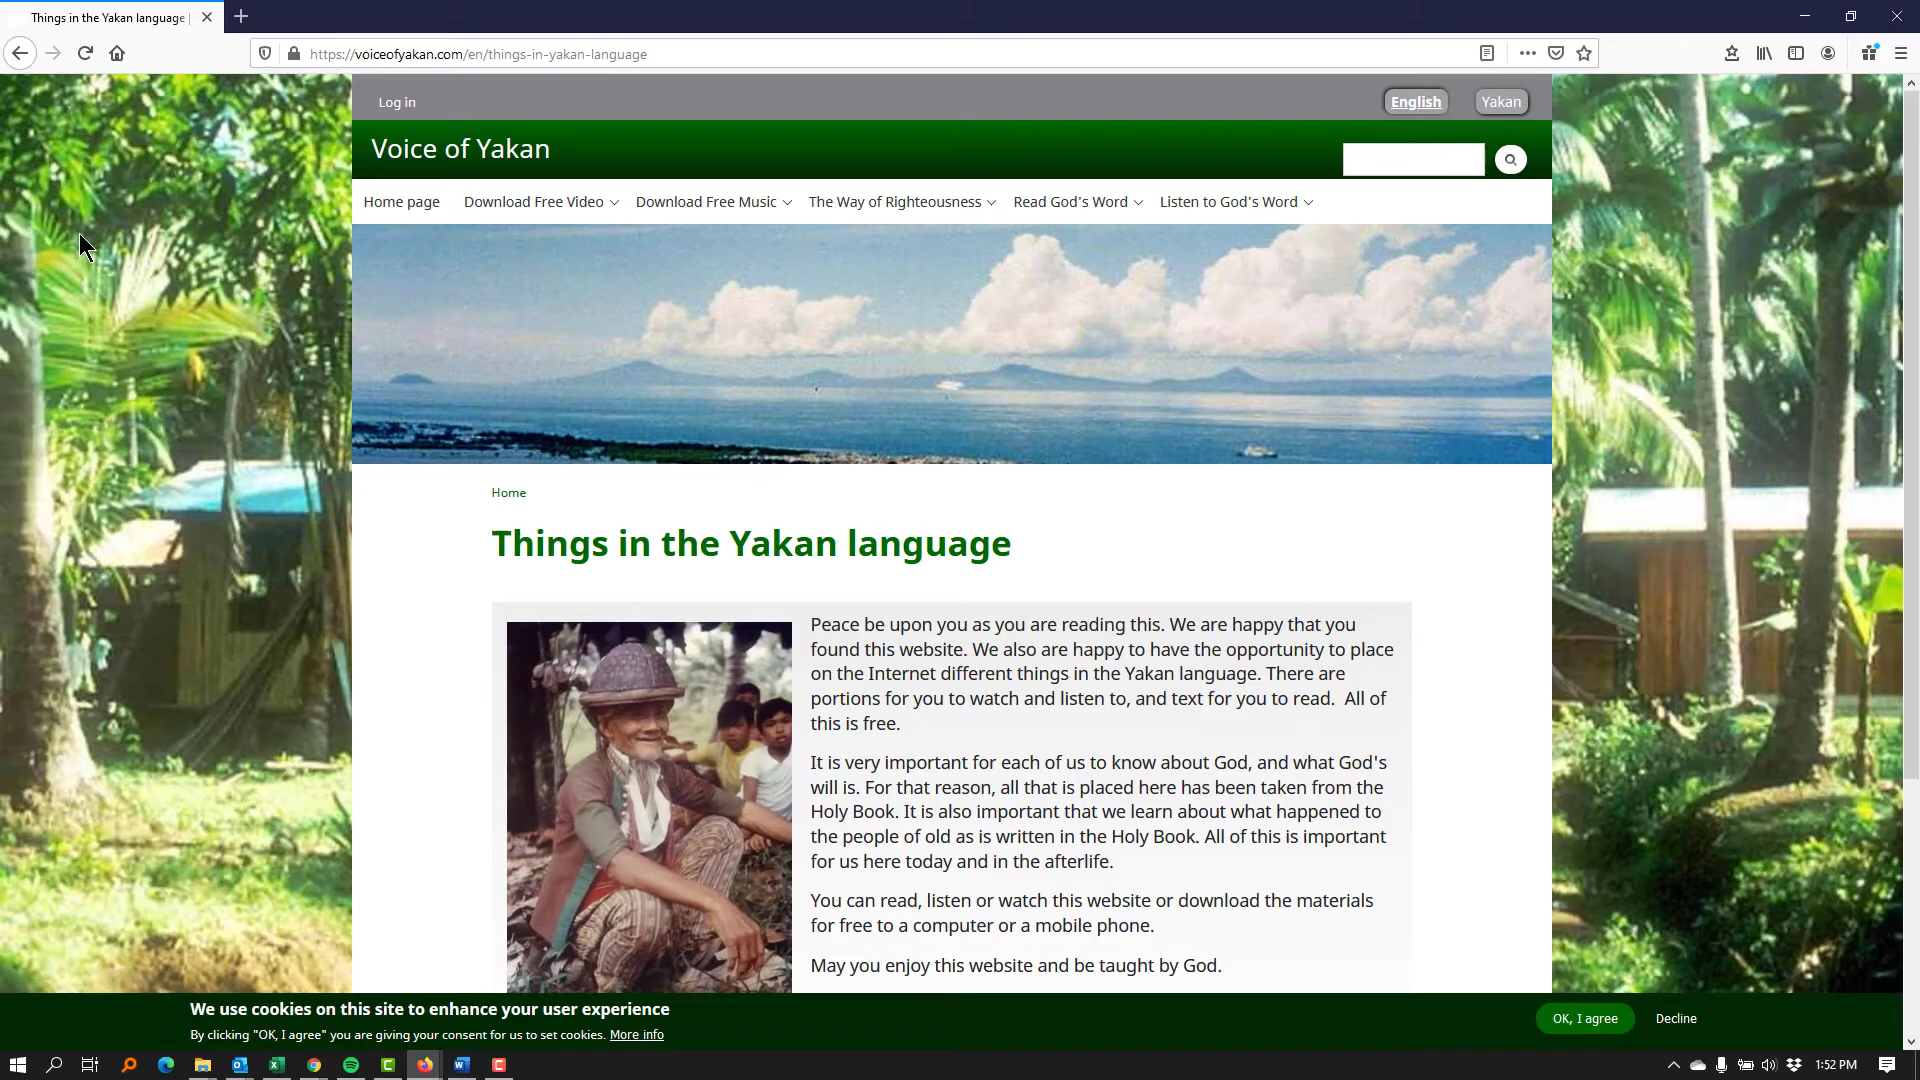 Things in the Yakan language |
https://voiceofyakan.com/en/things-in-yakan-language
Log in
English
Yakan
Voice of Yakan
Home page
Download Free Video
Download Free Music
The Way of Righteousness
Read God's Word
Listen to God's Word
Home
Things in the Yakan language
Peace be upon you as you are reading this. We are happy that you
found this website. We also are happy to have the opportunity to place
on the Internet different things in the Yakan language. There are
portions for you to watch and listen to, and text for you to read.  All of
this is free.
It is very important for each of us to know about God, and what God's
will is. For that reason, all that is placed here has been taken from the
Holy Book. It is also important that we learn about what happened to
the people of old as is written in the Holy Book. All of this is important
for us here today and in the afterlife.
You can read, listen or watch this website or download the materials
for free to a computer or a mobile phone.
May you enjoy this website and be taught by God.
We use cookies on this site to enhance your user experience
By clicking "OK, I agree" you are giving your consent for us to set cookies. More info
OK, I agree
Decline
1:52 PM